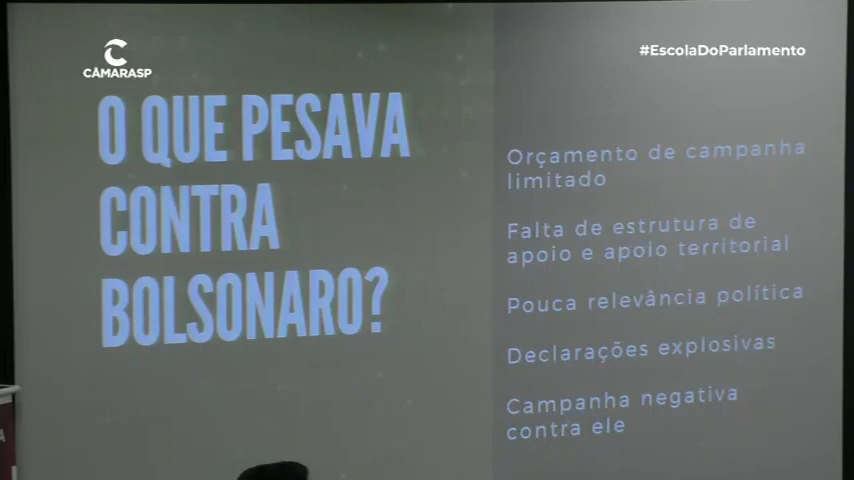 CÂMARASP
#EscolaDoParlamento
O QUE PESAVA
CONTRA
BOLSONARO?
Orçamento de campanha
limitado
Falta de estrutura de
apoio e apoio territorial
Pouca relevância política
Declarações explosivas
Campanha negativa
contra ele
A